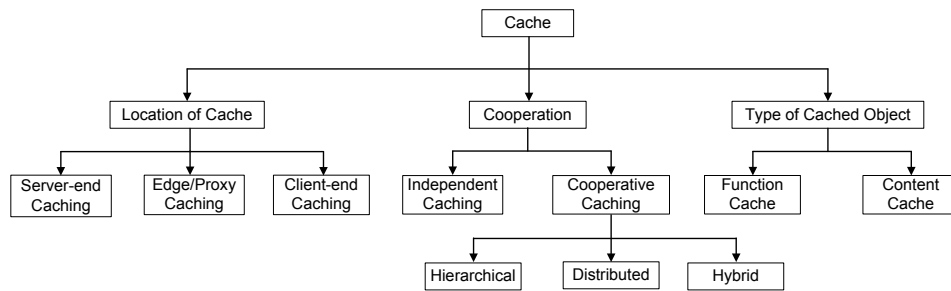 Cache
Location of Cache
Cooperation
Type of Cached Object
Server-end
Caching
Edge/Proxy
Caching
Client-end
Caching
Independent
Caching
Cooperative
Caching
Function
Cache
Content
Cache
Hierarchical
Distributed
Hybrid